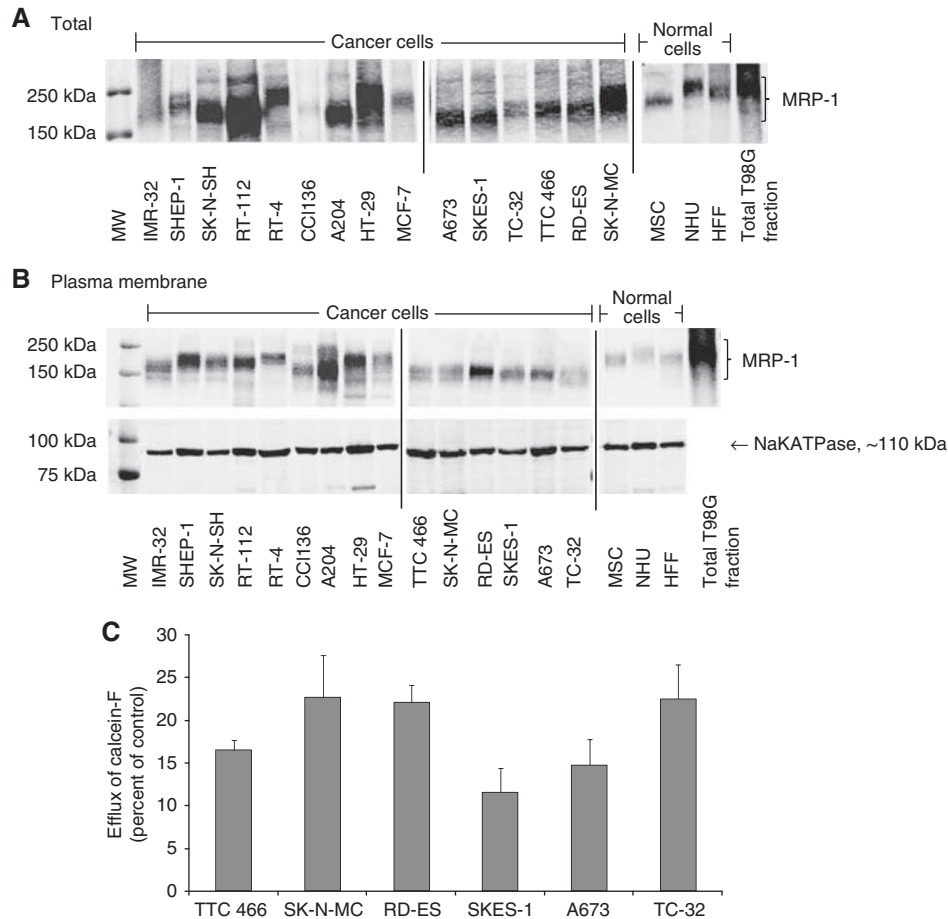 A Total
Cancer cells
Normal
cells
250 kDa
150 kDa
MRP-1
MW
IMR-32
SHEP-1
SK-N-SH
RT-112
RT-4
CCI136
A204
HT-29
MCF-7
A673
SKES-1
TC-32
TTC 466
RD-ES
SK-N-MC
MSC
NHU
HFF
Total T98G
fraction
B Plasma membrane
Cancer cells
Normal
cells
250 kDa
150 kDa
MRP-1
100 kDa
75 kDa
← NaKATPase, ~110 kDa
MW
IMR-32
SHEP-1
SK-N-SH
RT-112
RT-4
CCI136
A204
HT-29
MCF-7
TTC 466
SK-N-MC
RD-ES
SKES-1
A673
TC-32
MSC
NHU
HFF
Total T98G
fraction
C
Efflux of calcein-F
(percent of control)
30
25
20
15
10
5
0
TTC 466 SK-N-MC RD-ES SKES-1 A673 TC-32